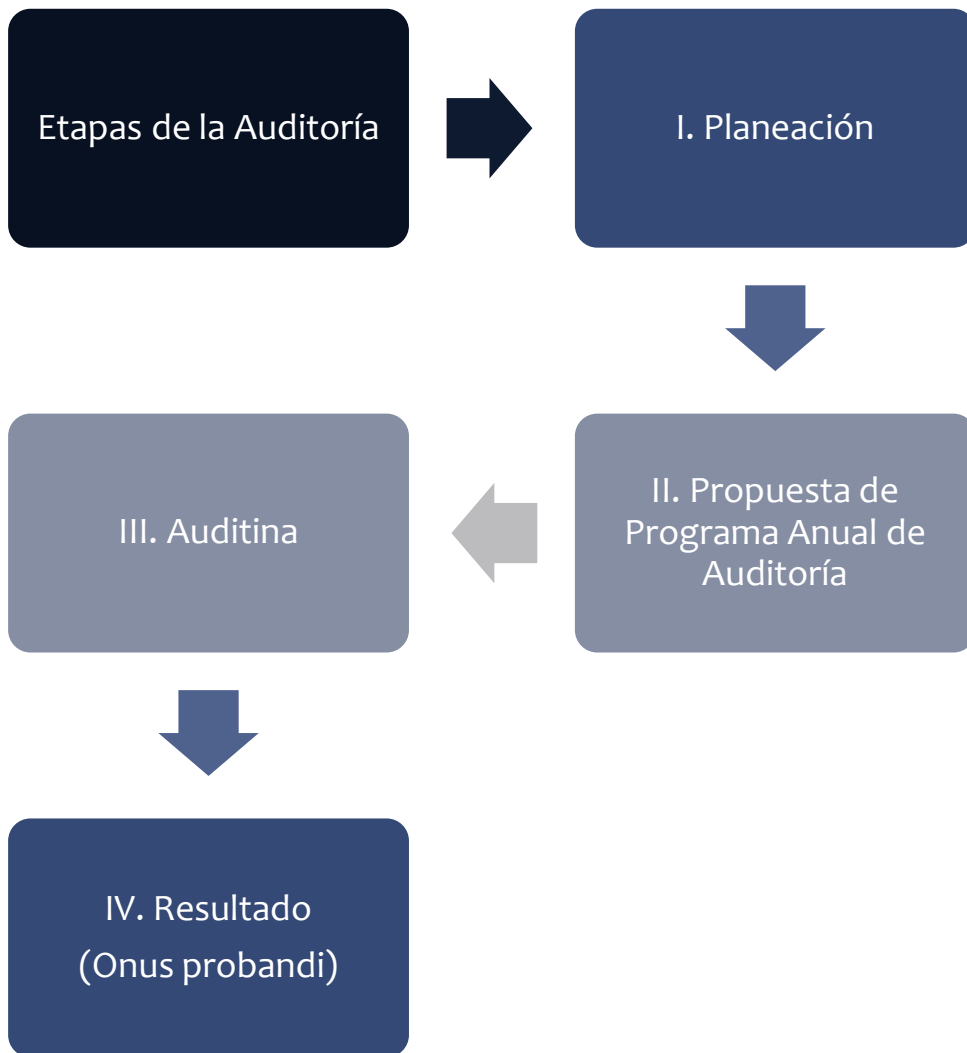 Etapas de la Auditoría
I. Planeación
II. Propuesta de
Programa Anual de
Auditoría
III. Auditina
IV. Resultado
(Onus probandi)